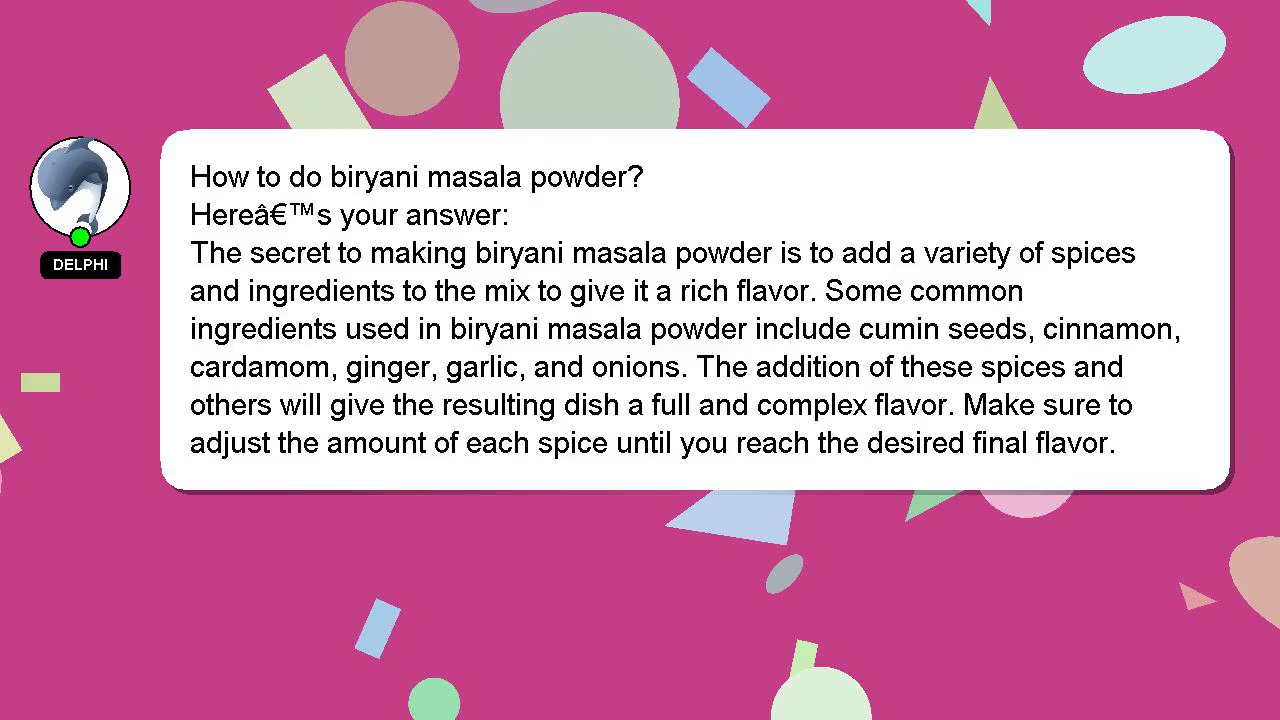 How to do biryani masala powder?
Hereâ€™s your answer:
The secret to making biryani masala powder is to add a variety of spices
and ingredients to the mix to give it a rich flavor. Some common
ingredients used in biryani masala powder include cumin seeds, cinnamon,
cardamom, ginger, garlic, and onions. The addition of these spices and
others will give the resulting dish a full and complex flavor. Make sure to
adjust the amount of each spice until you reach the desired final flavor.
DELPHI